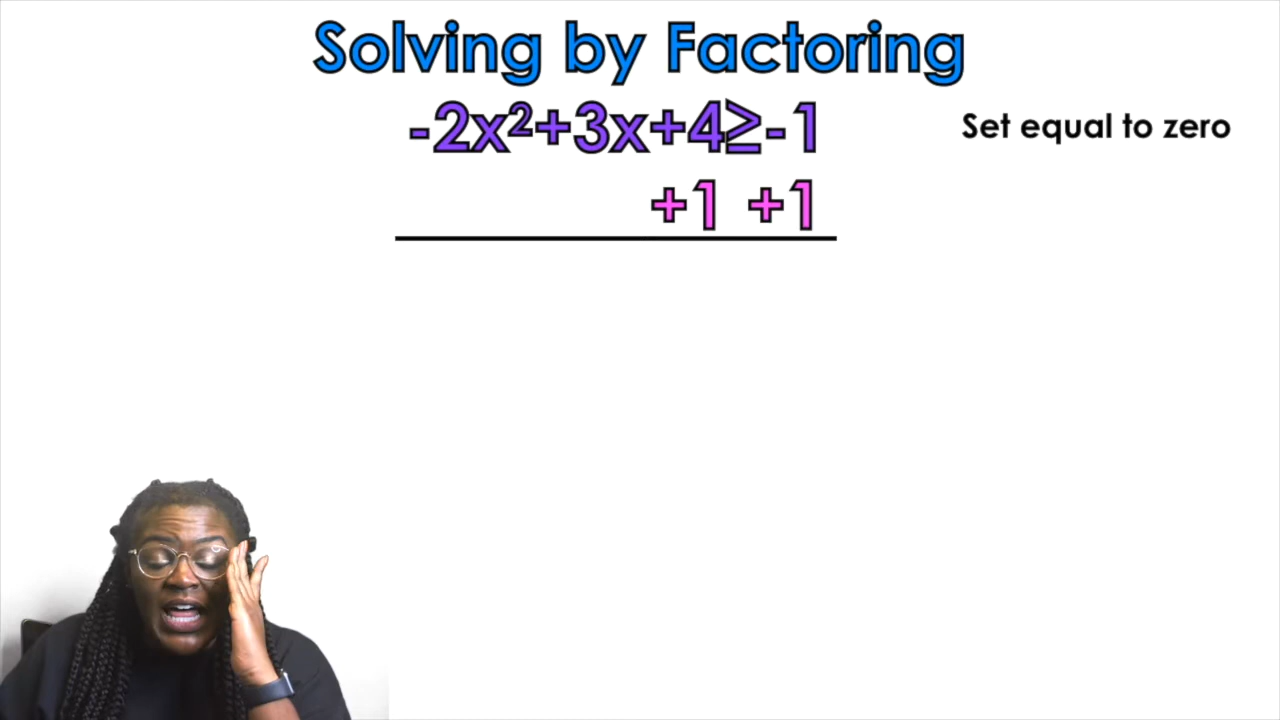 Solving by Factoring
-2x²+3x+4≥-1
Set equal to zero
+1 +1